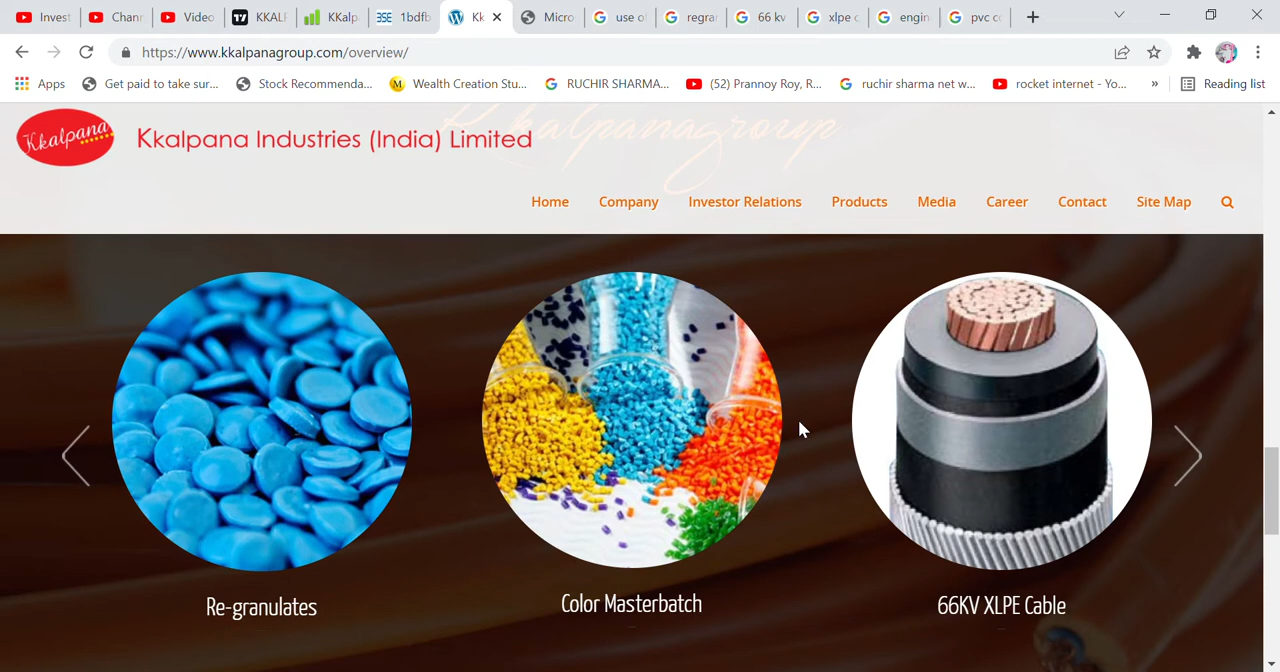 Invest
Chann
Video
KKALP
KKalp
1bdfb
Kk
Micro
use o
regra
66 kv
xlpe c
engin
pvc c
https://www.kkalpanagroup.com/overview/
Apps
Get paid to take sur...
Stock Recommenda...
Wealth Creation Stu...
RUCHIR SHARMA...
(52) Prannoy Roy, R...
ruchir sharma net w...
rocket internet - Yo...
»
Reading list
Kkalpanagroup
Kkalpana
Kkalpana Industries (India) Limited
Home Company Investor Relations Products Media Career Contact Site Map
Re-granulates
Color Masterbatch
66KV XLPE Cable